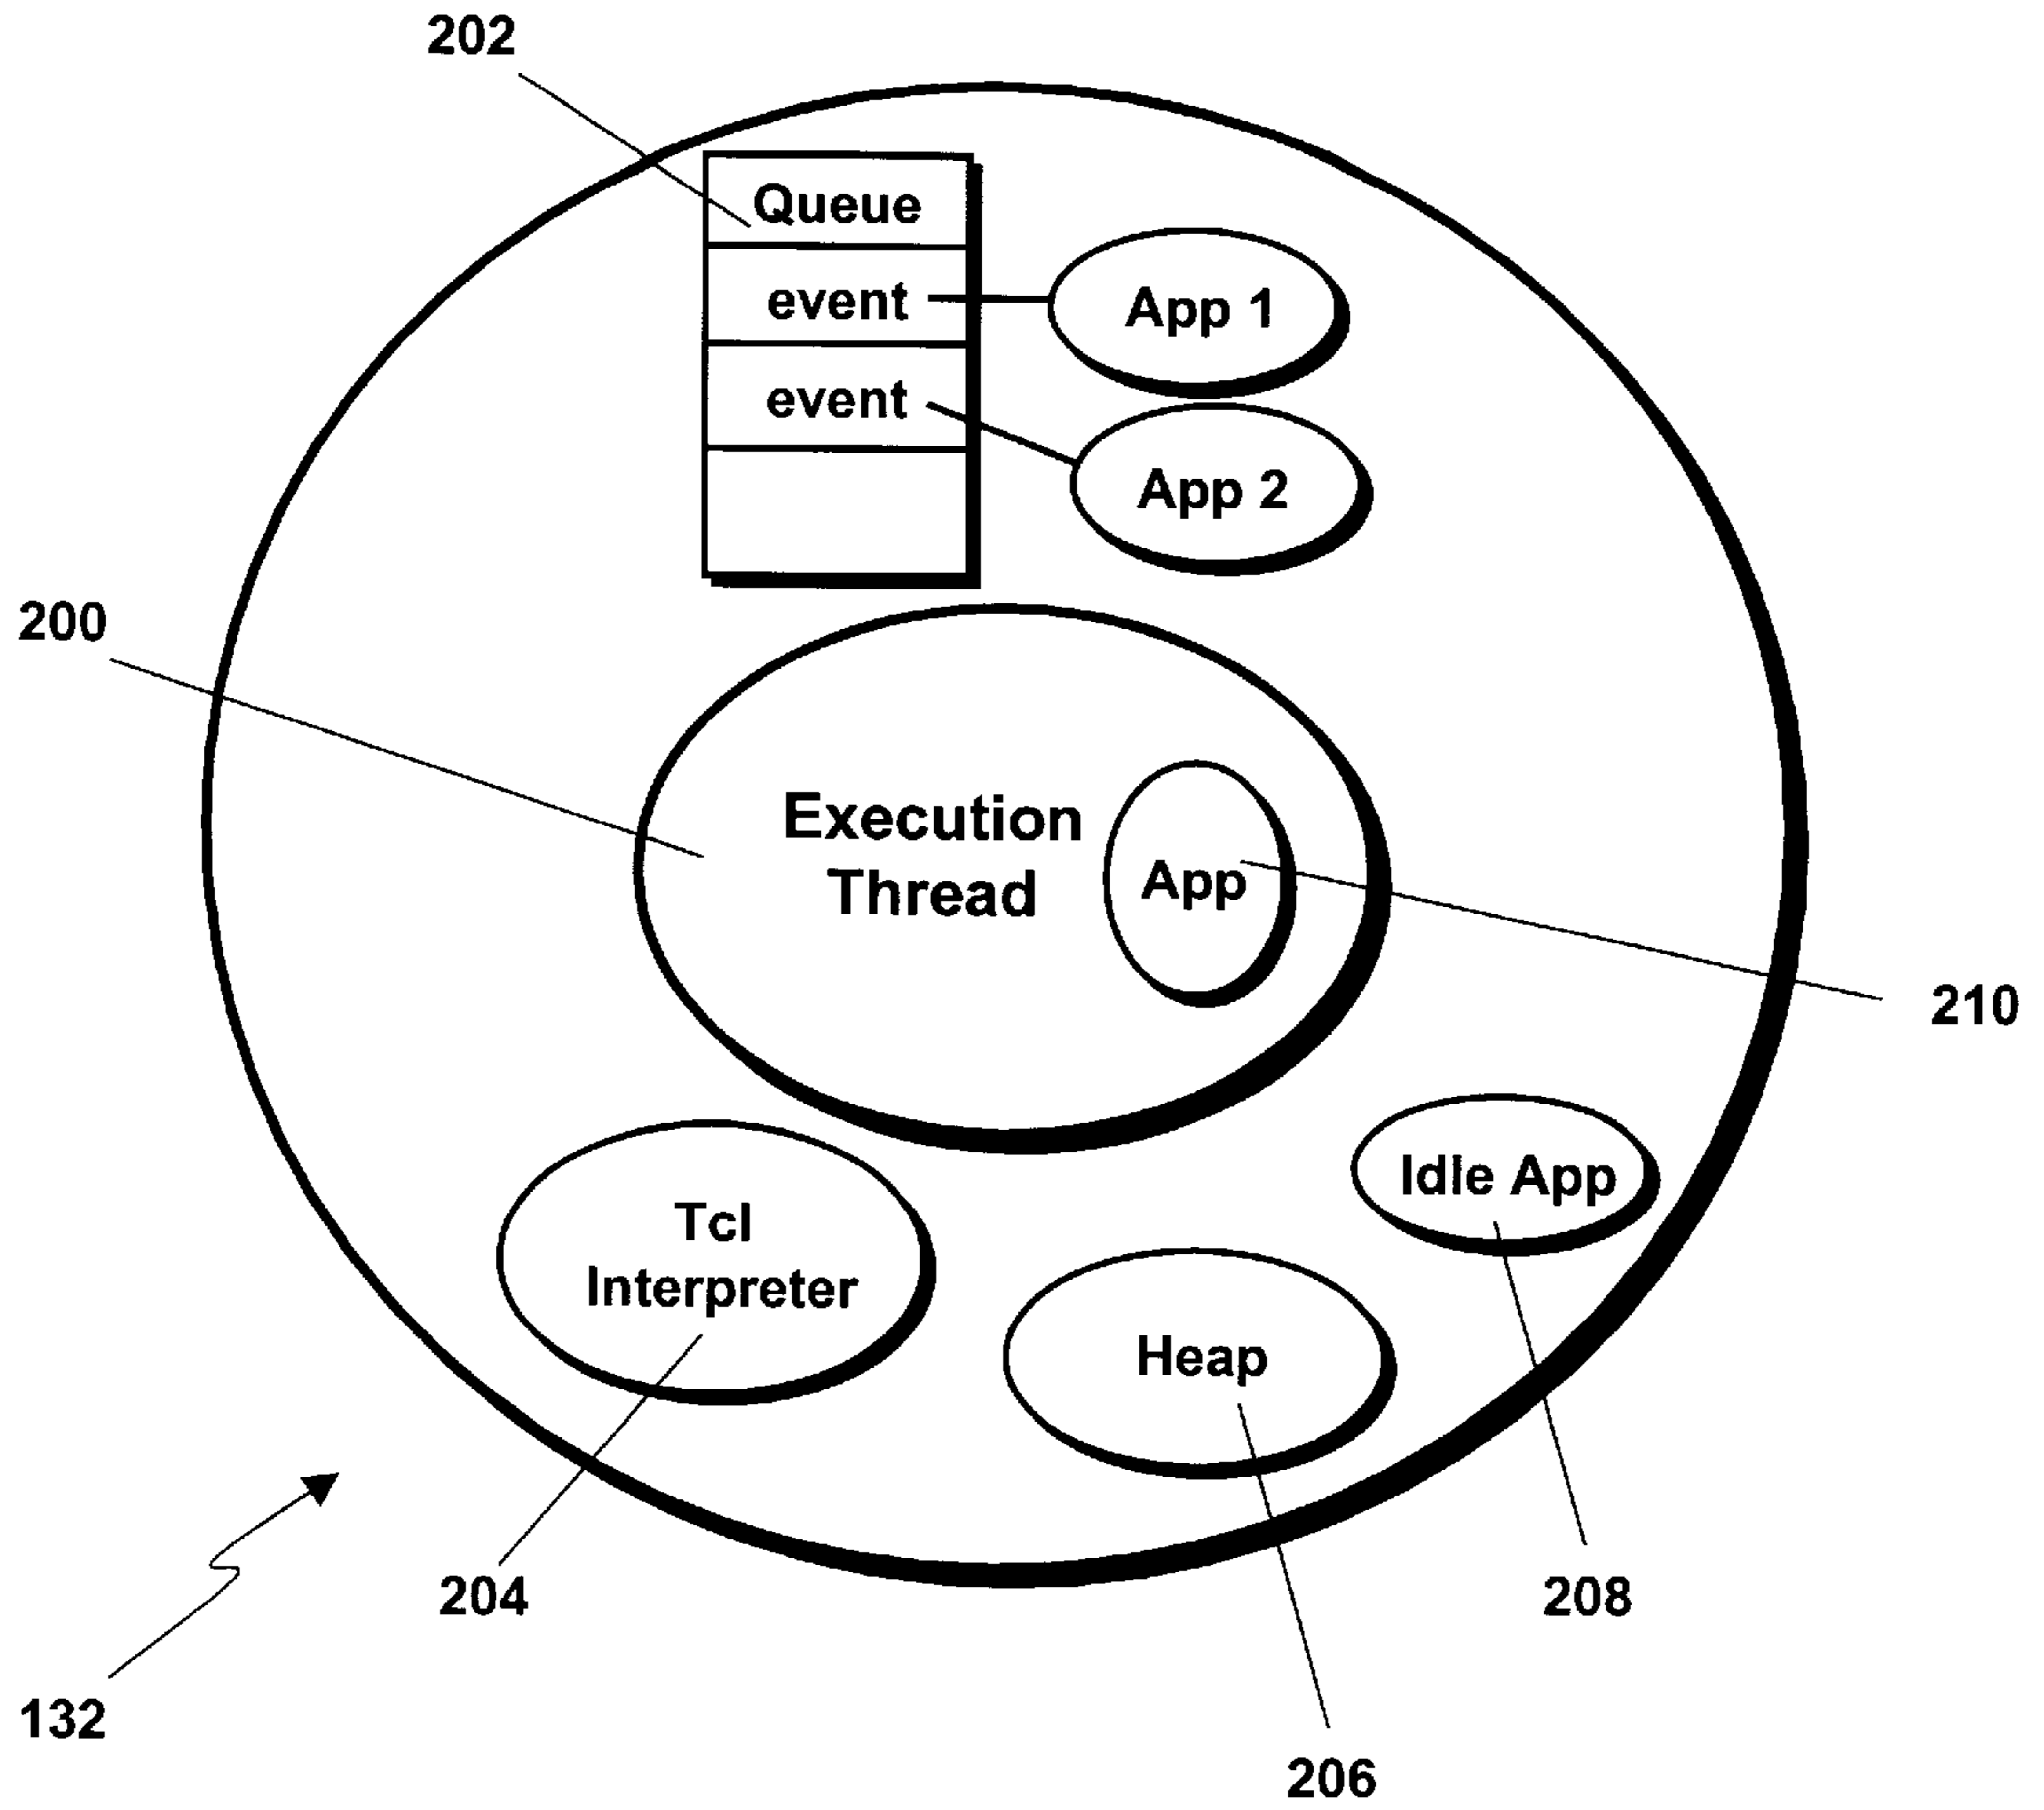 202
Queue
event
App 1
event
App 2
200
Execution
Thread
App
210
Idle App
Tcl
Interpreter
Heap
204
208
132
206